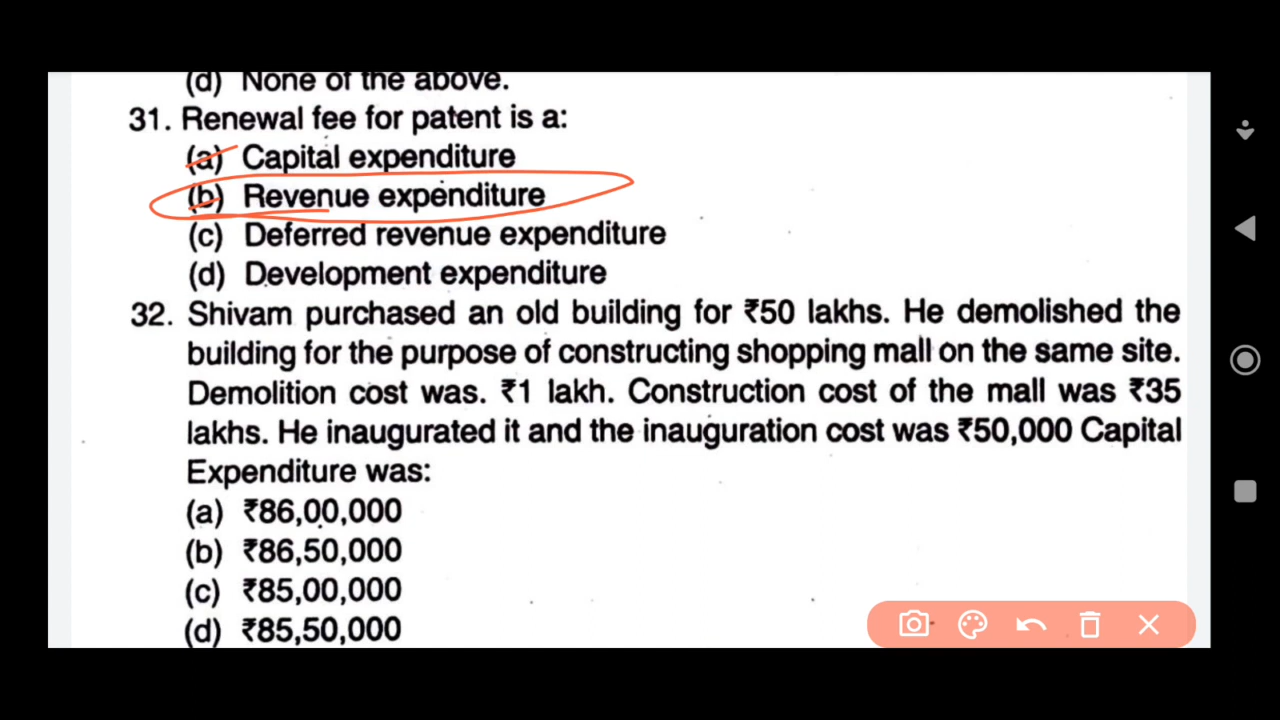 (d) None of the above.
31. Renewal fee for patent is a:
(a) Capital expenditure
(b) Revenue expenditure
(c) Deferred revenue expenditure
(d) Development expenditure
32. Shivam purchased an old building for ₹50 lakhs. He demolished the
building for the purpose of constructing shopping mall on the same site.
Demolition cost was. ₹1 lakh. Construction cost of the mall was ₹35
lakhs. He inaugurated it and the inauguration cost was ₹50,000 Capital
Expenditure was:
(a) ₹86,00,000
(b) ₹86,50,000
(c) ₹85,00,000
(d) ₹85,50,000